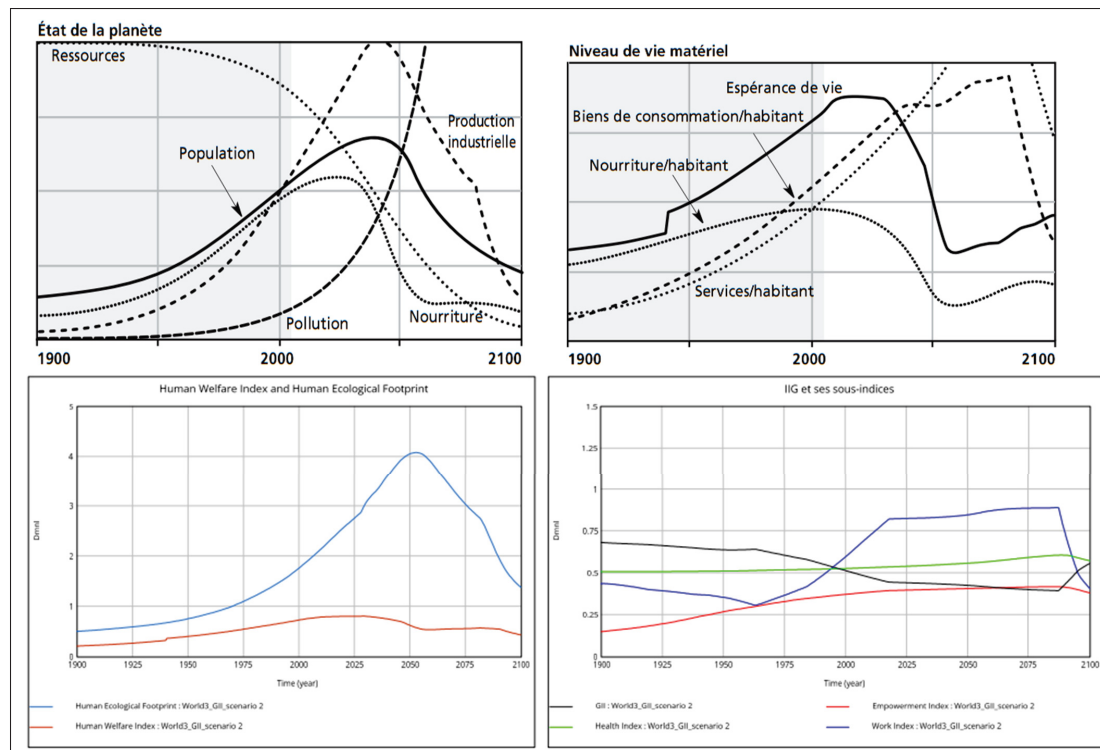 État de la planète
Ressources
Population
Production
industrielle
Pollution
Nourriture
1900
2000
2100
Niveau de vie matériel
Espérance de vie
Biens de consommation/habitant
Nourriture/habitant
Services/habitant
1900
2000
2100
Human Welfare Index and Human Ecological Footprint
5
4
3
2
1
0
Dmnl
1900 1925 1950 1975 2000 2025 2050 2075 2100
Time (year)
Human Ecological Footprint : World3_GII_scenario 2
Human Welfare Index : World3_GII_scenario 2
IIG et ses sous-indices
1.5
1.25
1
0.75
0.5
0.25
0
Dmnl
1900 1925 1950 1975 2000 2025 2050 2075 2100
Time (year)
GII : World3_GII_scenario 2
Empowerment Index : World3_GII_scenario 2
Health Index : World3_GII_scenario 2
Work Index : World3_GII_scenario 2